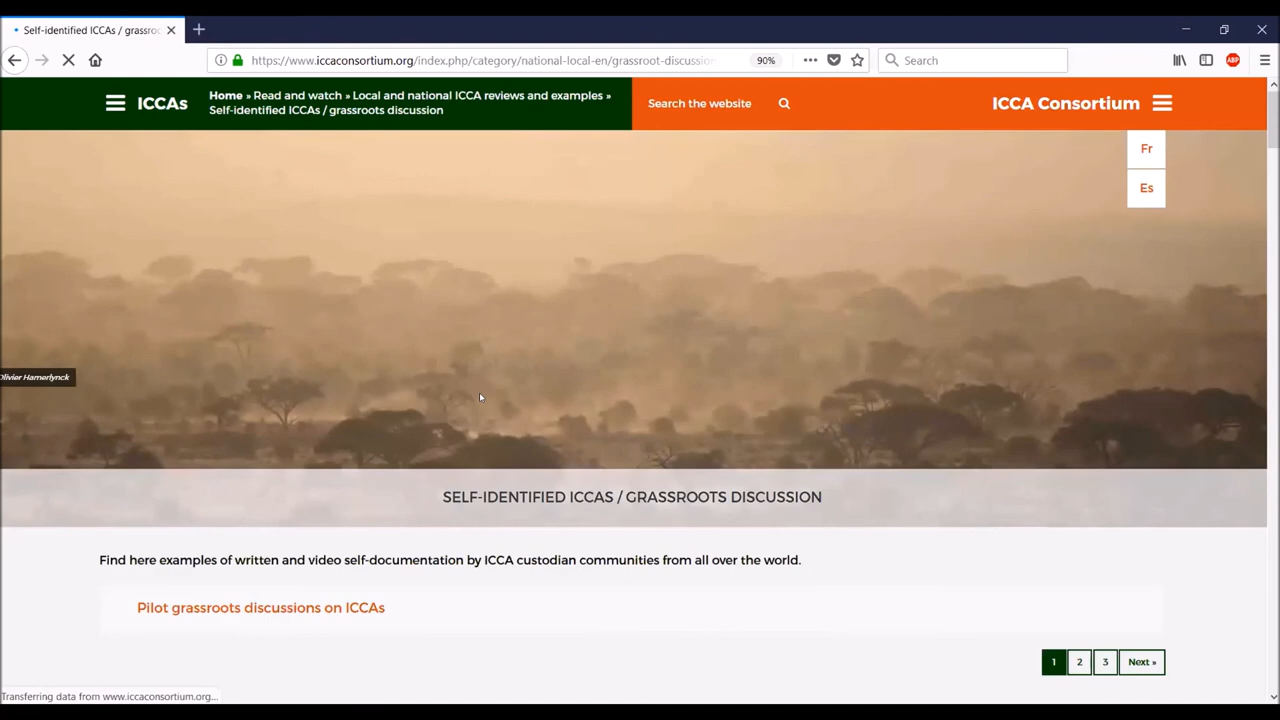 Self-identified ICCAs / grassroo
https://www.iccaconsortium.org/index.php/category/national-local-en/grassroot-discussion
90%
Search
ICCAs
Home » Read and watch » Local and national ICCA reviews and examples »
Self-identified ICCAs / grassroots discussion
Search the website
ICCA Consortium
Fr
Es
Olivier Hamerlynck
SELF-IDENTIFIED ICCAS / GRASSROOTS DISCUSSION
Find here examples of written and video self-documentation by ICCA custodian communities from all over the world.
Pilot grassroots discussions on ICCAs
1 2 3 Next »
Transferring data from www.iccaconsortium.org...
ABP